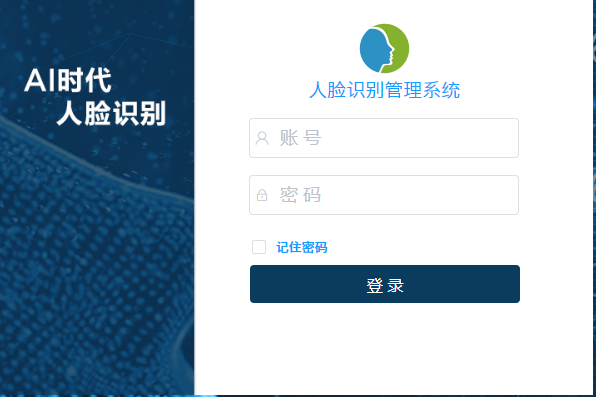 AI时代
人脸识别
人脸识别管理系统
账号
密码
记住密码
登录